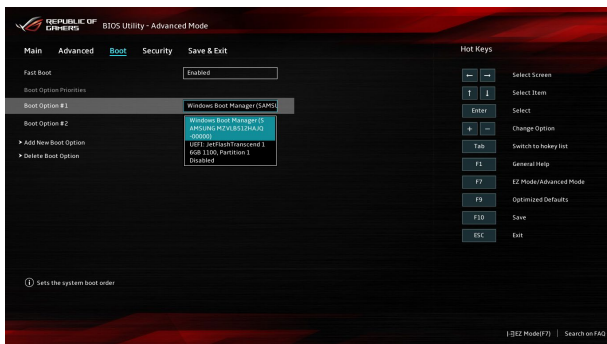 REPUBLIC OF
GAMERS
BIOS Utility - Advanced Mode
Main Advanced Boot Security Save & Exit
Hot Keys
Fast Boot Enabled
Boot Option Priorities
Boot Option #1 Windows Boot Manager (SAMSU
Boot Option #2
Windows Boot Manager (S
AMSUNG MZVLB512HAJQ
-00000)
UEFI: JetFlashTranscend 1
6GB 1100, Partition 1
Disabled
Add New Boot Option
Delete Boot Option
← → Select Screen
↑ ↓ Select Item
Enter Select
+ − Change Option
Tab Switch to hokey list
F1 General Help
F7 EZ Mode/Advanced Mode
F9 Optimized Defaults
F10 Save
ESC Exit
Sets the system boot order
EZ Mode(F7) | Search on FAQ